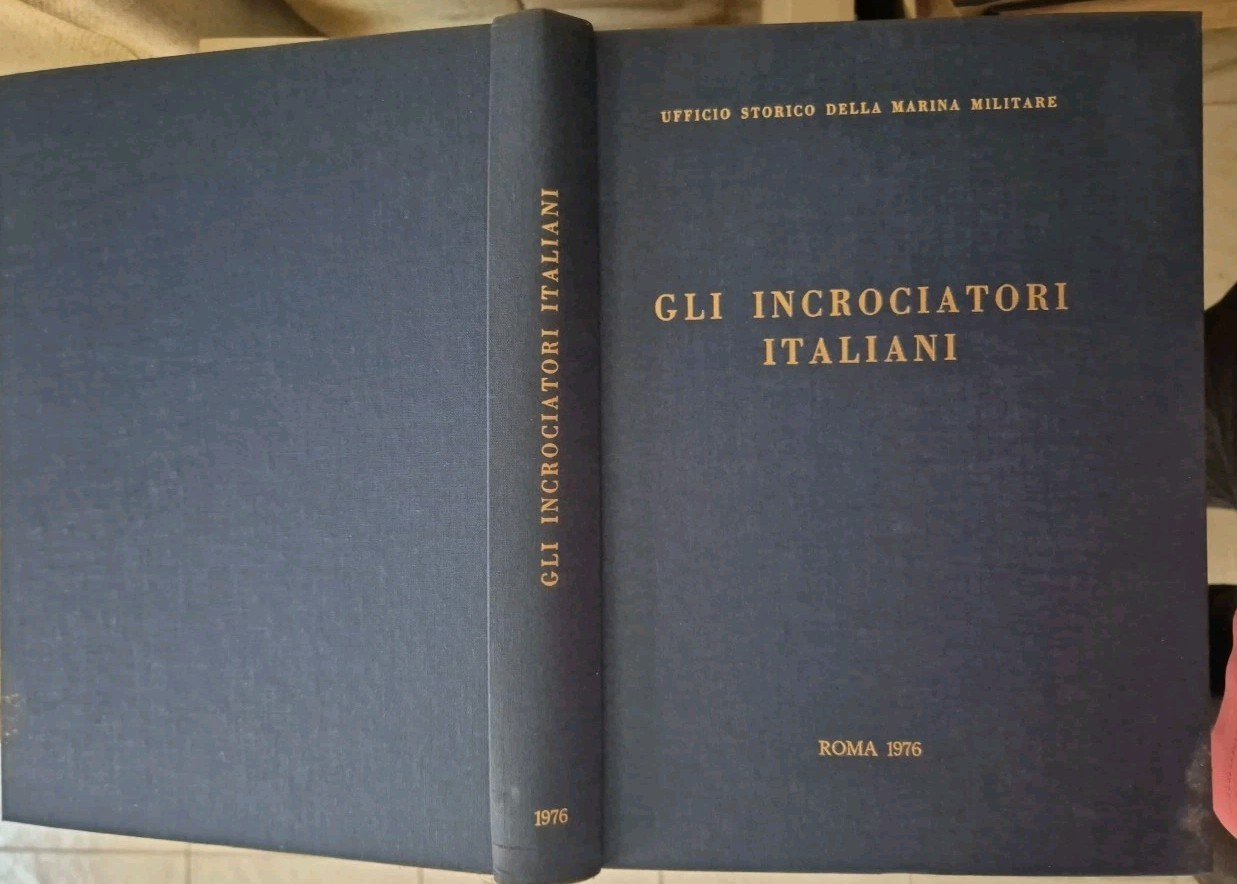 GLI INCROCIATORI ITALIANI
1976
UFFICIO STORICO DELLA MARINA MILITARE
GLI INCROCIATORI
ITALIANI
ROMA 1976